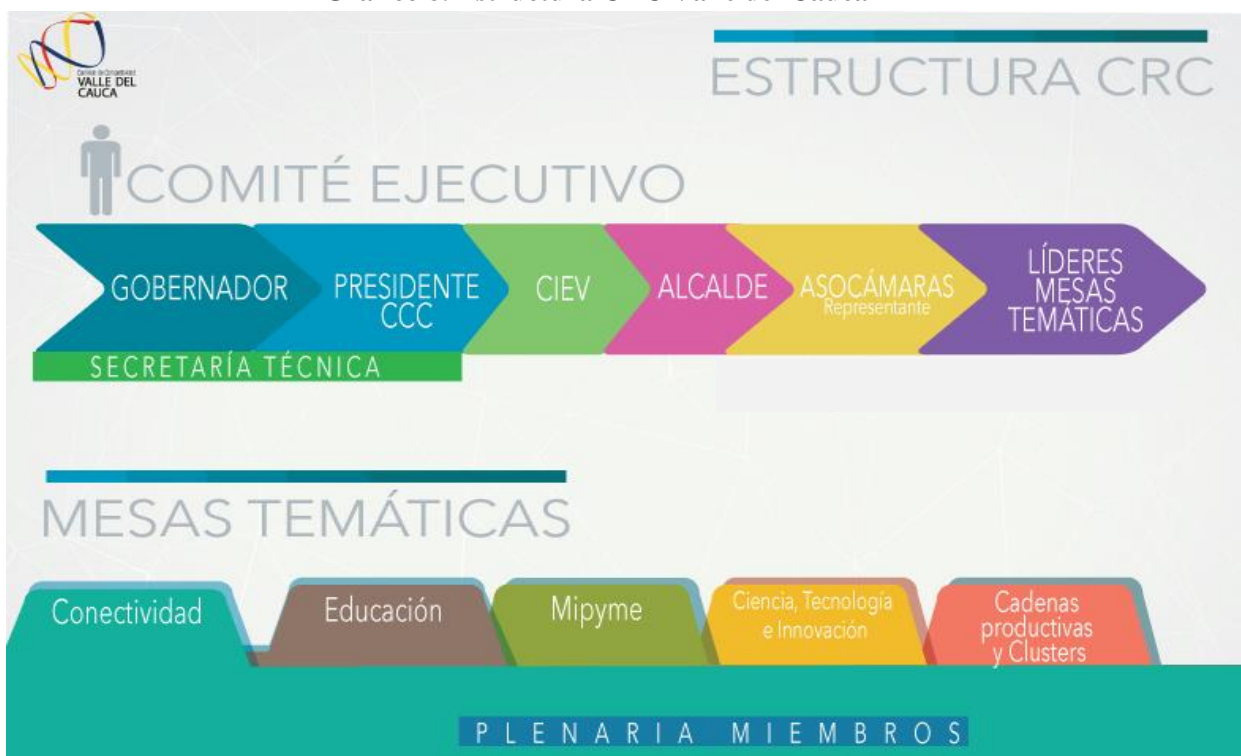 VALLE DEL
CAUCA
ESTRUCTURA CRC
COMITÉ EJECUTIVO
GOBERNADOR
PRESIDENTE
CCC
CIEV
ALCALDE
ASOCÁMARAS
Representante
LÍDERES
MESAS
TEMÁTICAS
SECRETARÍA TÉCNICA
MESAS TEMÁTICAS
Conectividad
Educación
Mipyme
Ciencia, Tecnología
e Innovación
Cadenas
productivas
y Clusters
PLENARIA MIEMBROS